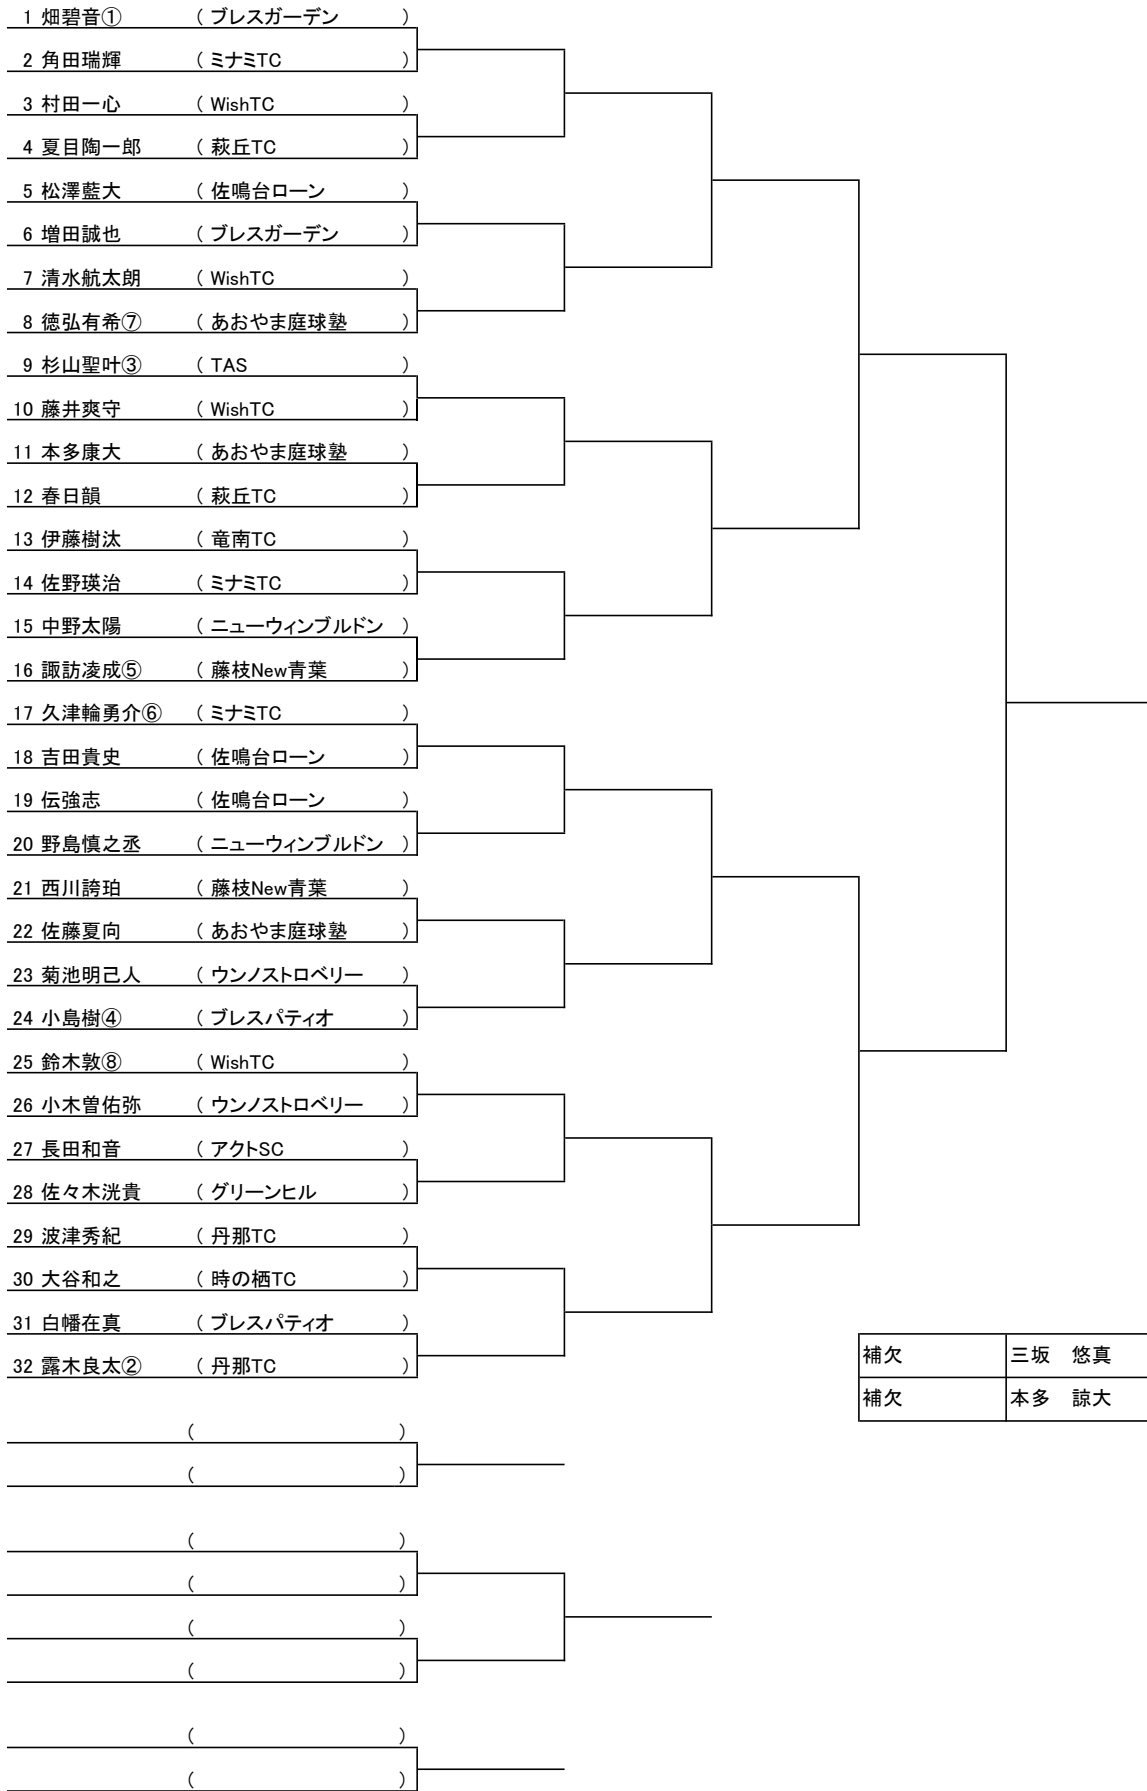 1 畑碧音① ( ブレスガーデン )
2 角田瑞輝 ( ミナミTC )
3 村田一心 ( WishTC )
4 夏目陶一郎 ( 萩丘TC )
5 松澤藍大 ( 佐鳴台ローン )
6 増田誠也 ( ブレスガーデン )
7 清水航太朗 ( WishTC )
8 徳弘有希⑦ ( あおやま庭球塾 )
9 杉山聖叶③ ( TAS )
10 藤井爽守 ( WishTC )
11 本多康大 ( あおやま庭球塾 )
12 春日韻 ( 萩丘TC )
13 伊藤樹汰 ( 竜南TC )
14 佐野瑛治 ( ミナミTC )
15 中野太陽 ( ニューウィンブルドン )
16 諏訪凌成⑤ ( 藤枝New青葉 )
17 久津輪勇介⑥ ( ミナミTC )
18 吉田貴史 ( 佐鳴台ローン )
19 伝強志 ( 佐鳴台ローン )
20 野島慎之丞 ( ニューウィンブルドン )
21 西川誇珀 ( 藤枝New青葉 )
22 佐藤夏向 ( あおやま庭球塾 )
23 菊池明己人 ( ウンノストロベリー )
24 小島樹④ ( ブレスパティオ )
25 鈴木敦⑧ ( WishTC )
26 小木曽佑弥 ( ウンノストロベリー )
27 長田和音 ( アクトSC )
28 佐々木洸貴 ( グリーンヒル )
29 波津秀紀 ( 丹那TC )
30 大谷和之 ( 時の栖TC )
31 白幡在真 ( ブレスパティオ )
32 露木良太② ( 丹那TC )
補欠 三坂 悠真
補欠 本多 諒大
( )
( )
( )
( )
( )
( )
( )
( )